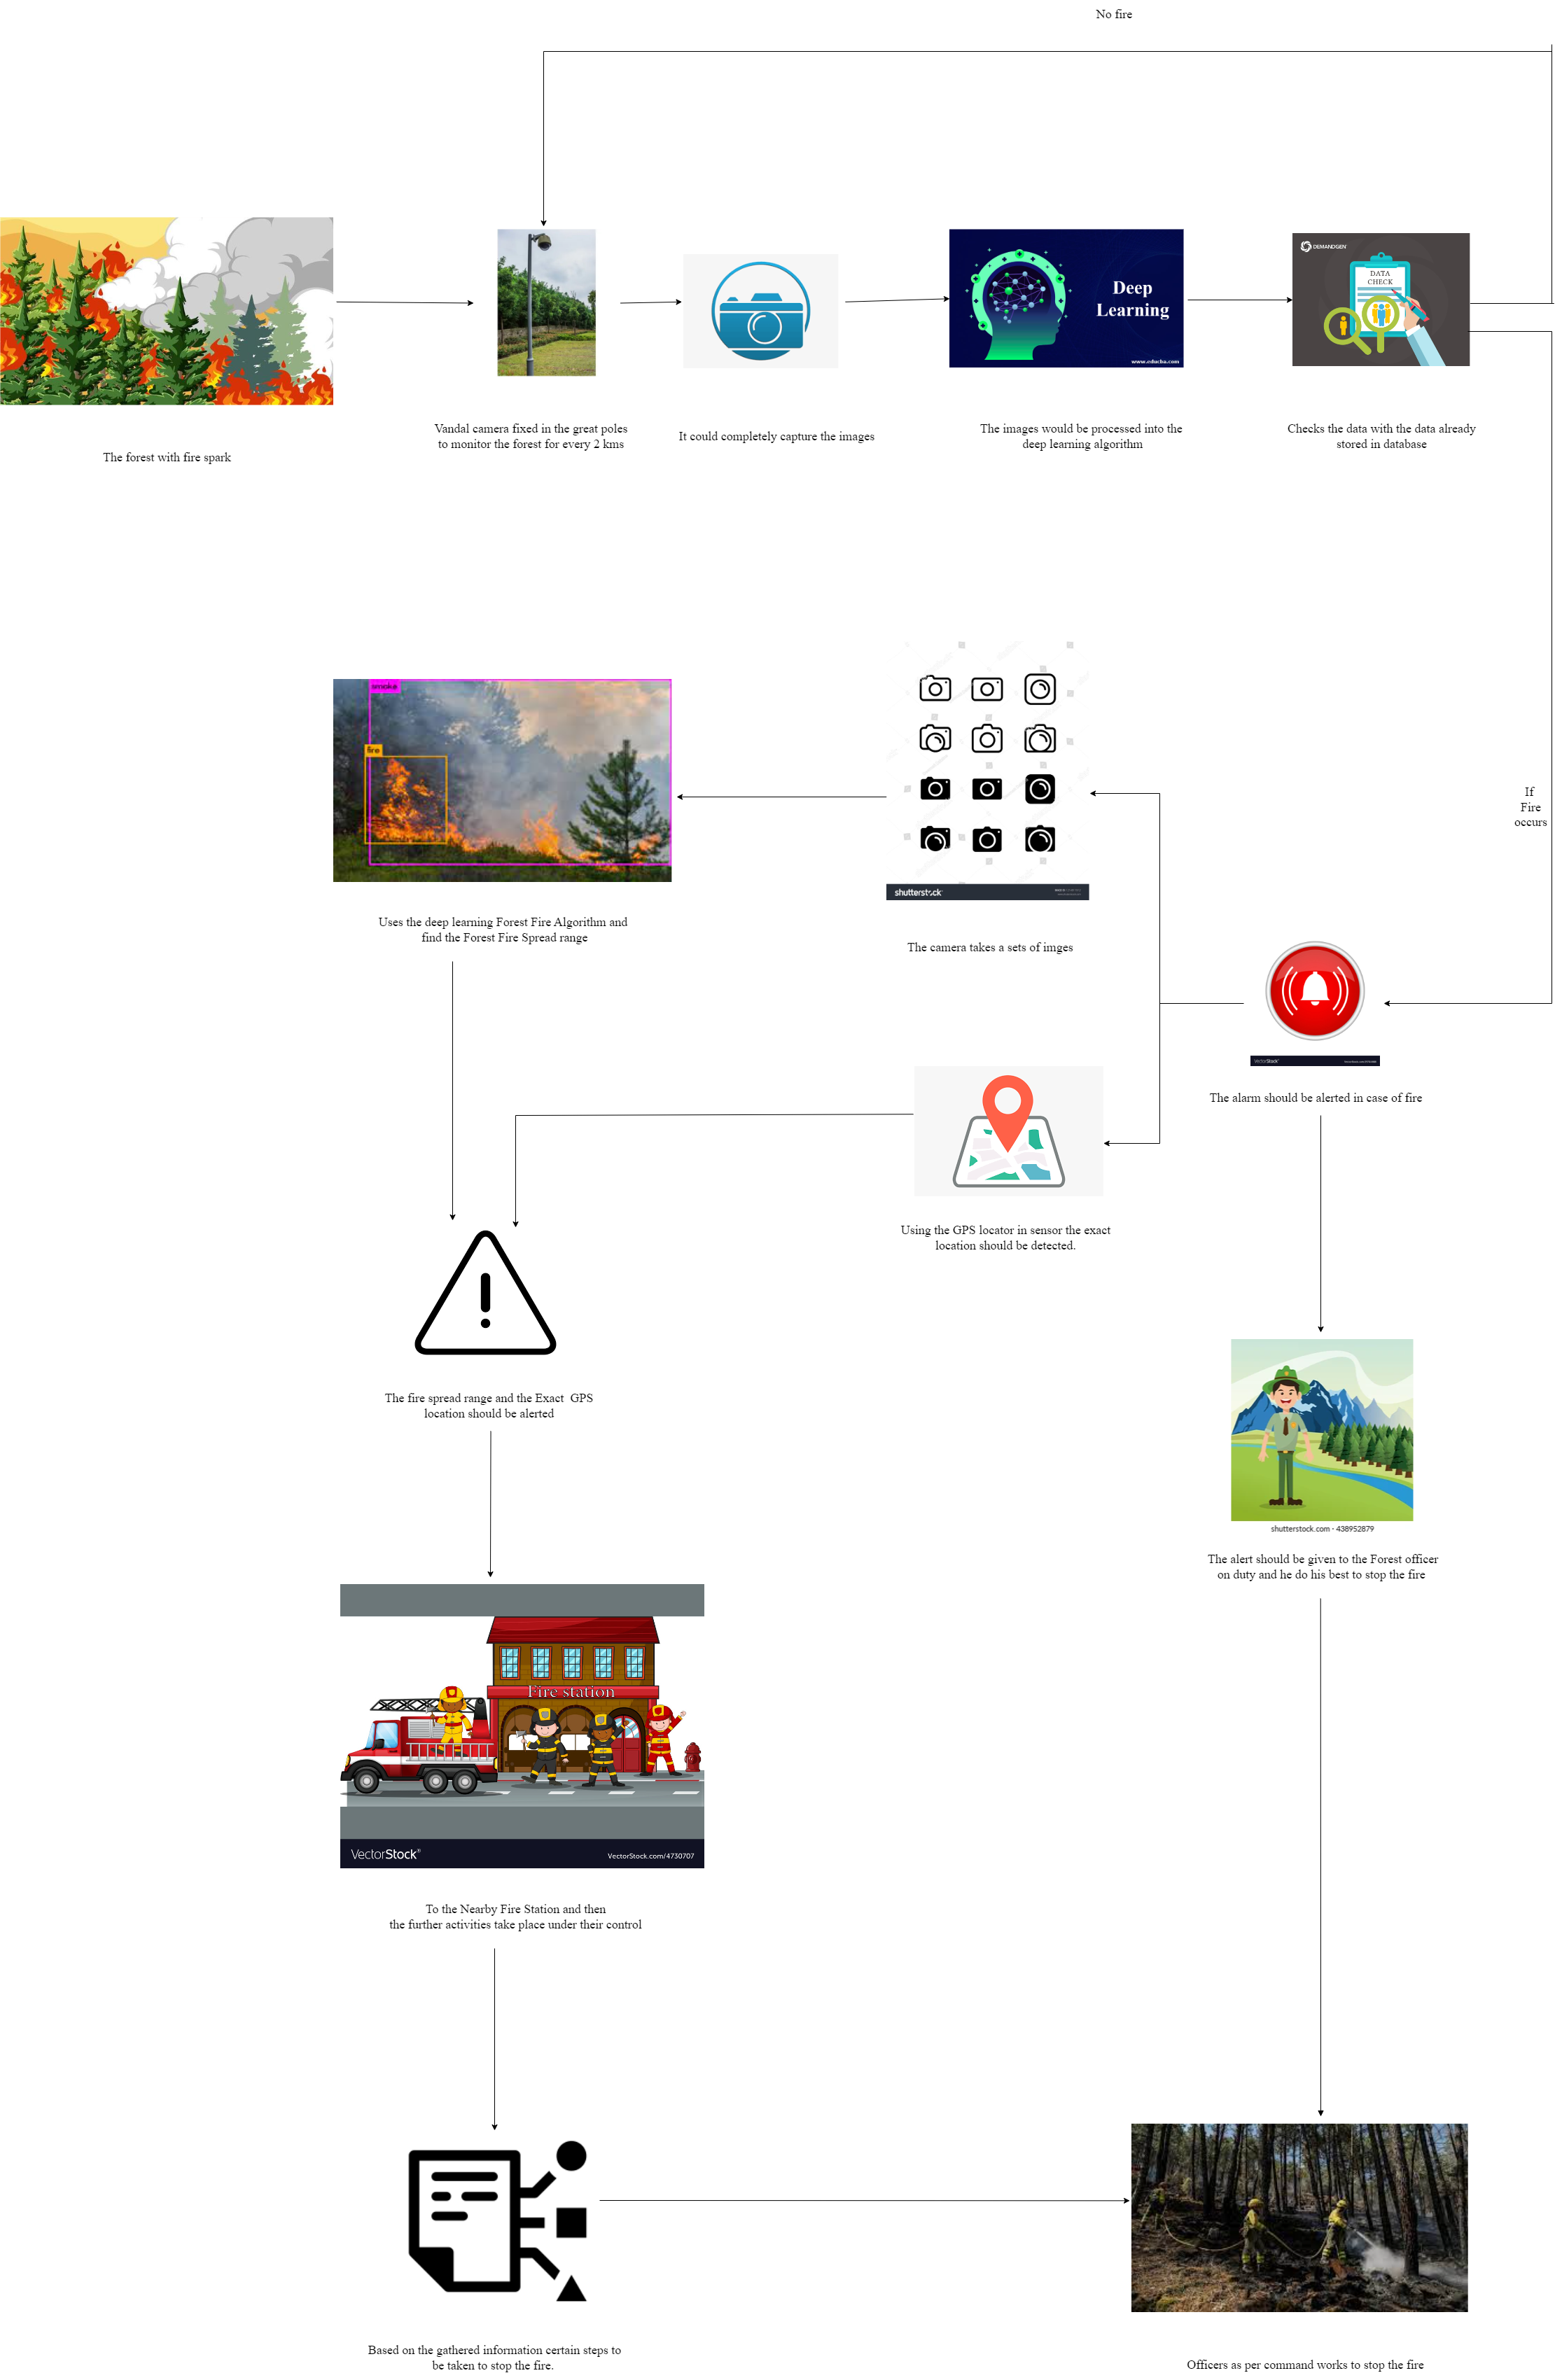 No fire
DEMANDGEN
DATA
CHECK
Deep
Learning
www.educba.com
The forest with fire spark
Vandal camera fixed in the great poles
to monitor the forest for every 2 kms
It could completely capture the images
The images would be processed into the
deep learning algorithm
Checks the data with the data already
stored in database
smoke
fire
If
Fire
occurs
shutterstock
Uses the deep learning Forest Fire Algorithm and
find the Forest Fire Spread range
The camera takes a sets of imges
VectorStock
The alarm should be alerted in case of fire
Using the GPS locator in sensor the exact
location should be detected.
The fire spread range and the Exact  GPS
location should be alerted
shutterstock.com · 438952879
The alert should be given to the Forest officer
on duty and he do his best to stop the fire
Fire station
VectorStock®
VectorStock.com/4730707
To the Nearby Fire Station and then
the further activities take place under their control
Based on the gathered information certain steps to
be taken to stop the fire.
Officers as per command works to stop the fire